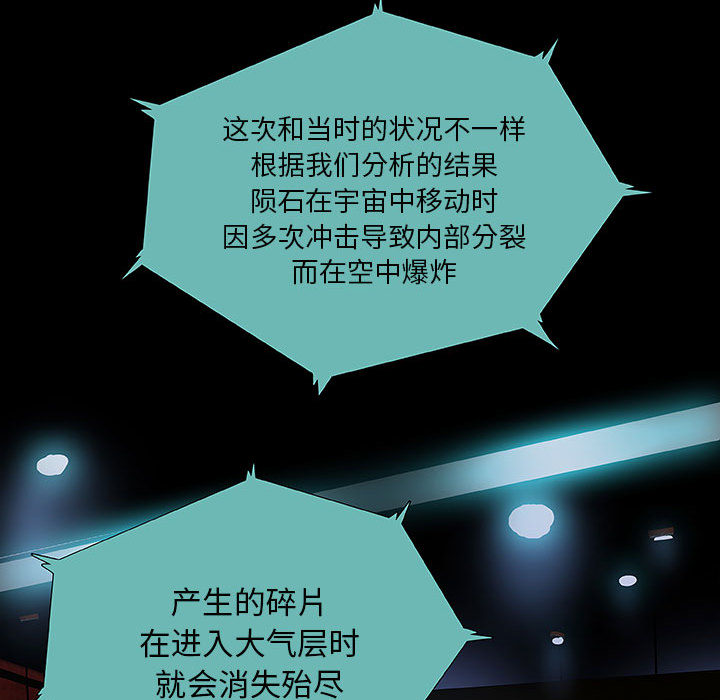 这次和当时的状况不一样
根据我们分析的结果
陨石在宇宙中移动时
因多次冲击导致内部分裂
而在空中爆炸
产生的碎片
在进入大气层时
就会消失殆尽